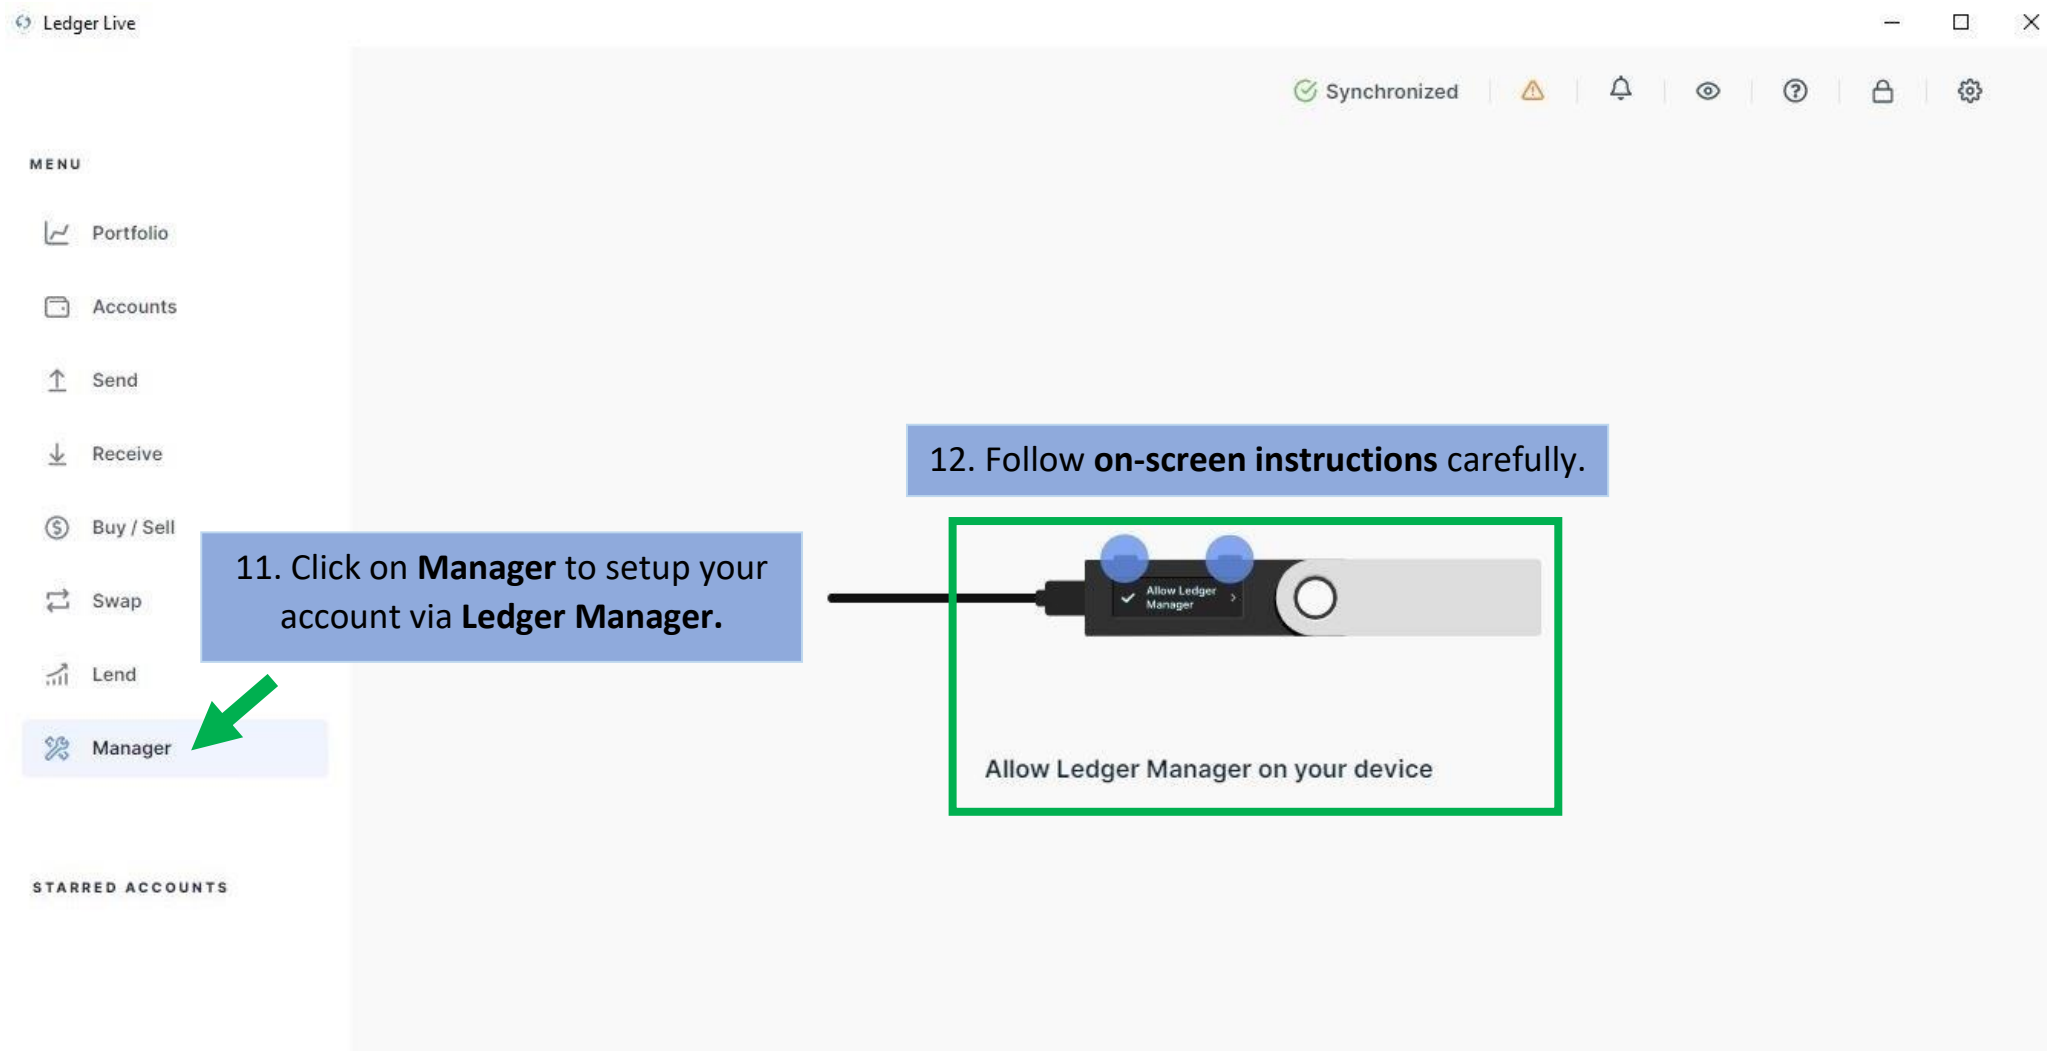 Ledger Live
Synchronized
MENU
Portfolio
Accounts
Send
Receive
Buy / Sell
Swap
Lend
Manager
STARRED ACCOUNTS
11. Click on Manager to setup your
account via Ledger Manager.
12. Follow on-screen instructions carefully.
Allow Ledger
Manager
Allow Ledger Manager on your device